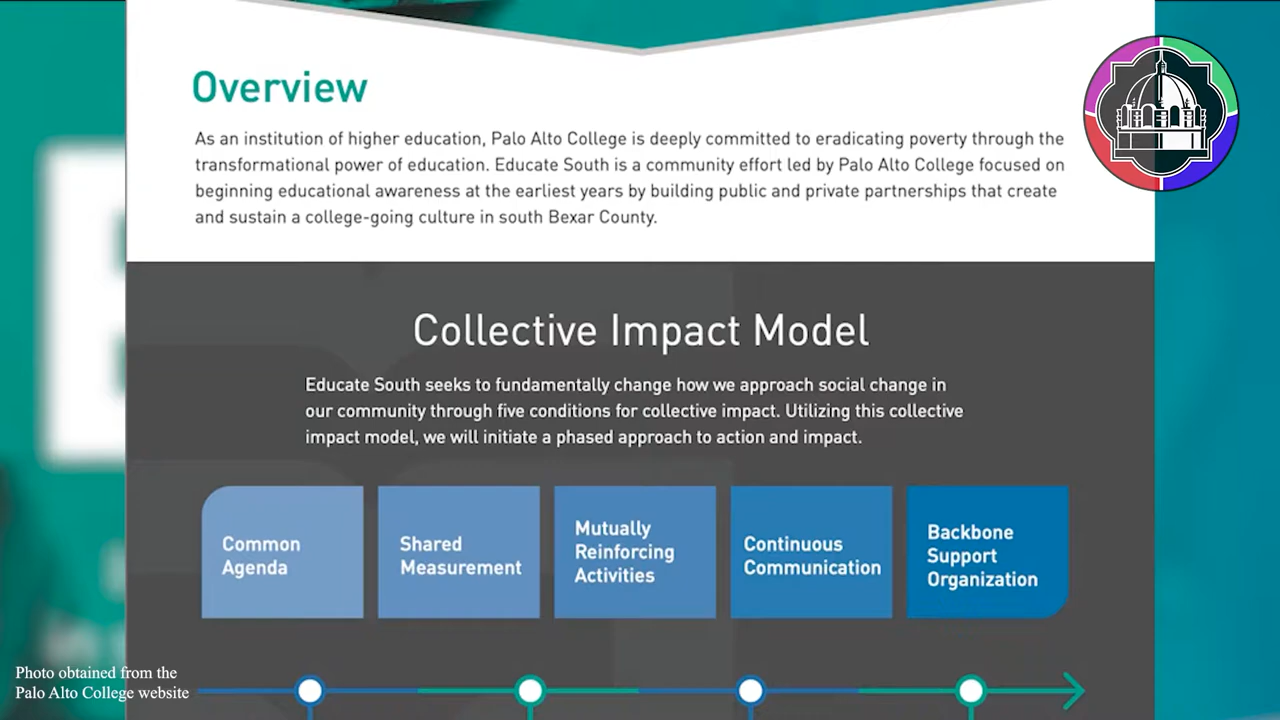 Overview
As an institution of higher education, Palo Alto College is deeply committed to eradicating poverty through the
transformational power of education. Educate South is a community effort led by Palo Alto College focused on
beginning educational awareness at the earliest years by building public and private partnerships that create
and sustain a college-going culture in south Bexar County.
Collective Impact Model
Educate South seeks to fundamentally change how we approach social change in
our community through five conditions for collective impact. Utilizing this collective
impact model, we will initiate a phased approach to action and impact.
Common
Agenda
Shared
Measurement
Mutually
Reinforcing
Activities
Continuous
Communication
Backbone
Support
Organization
Photo obtained from the
Palo Alto College website